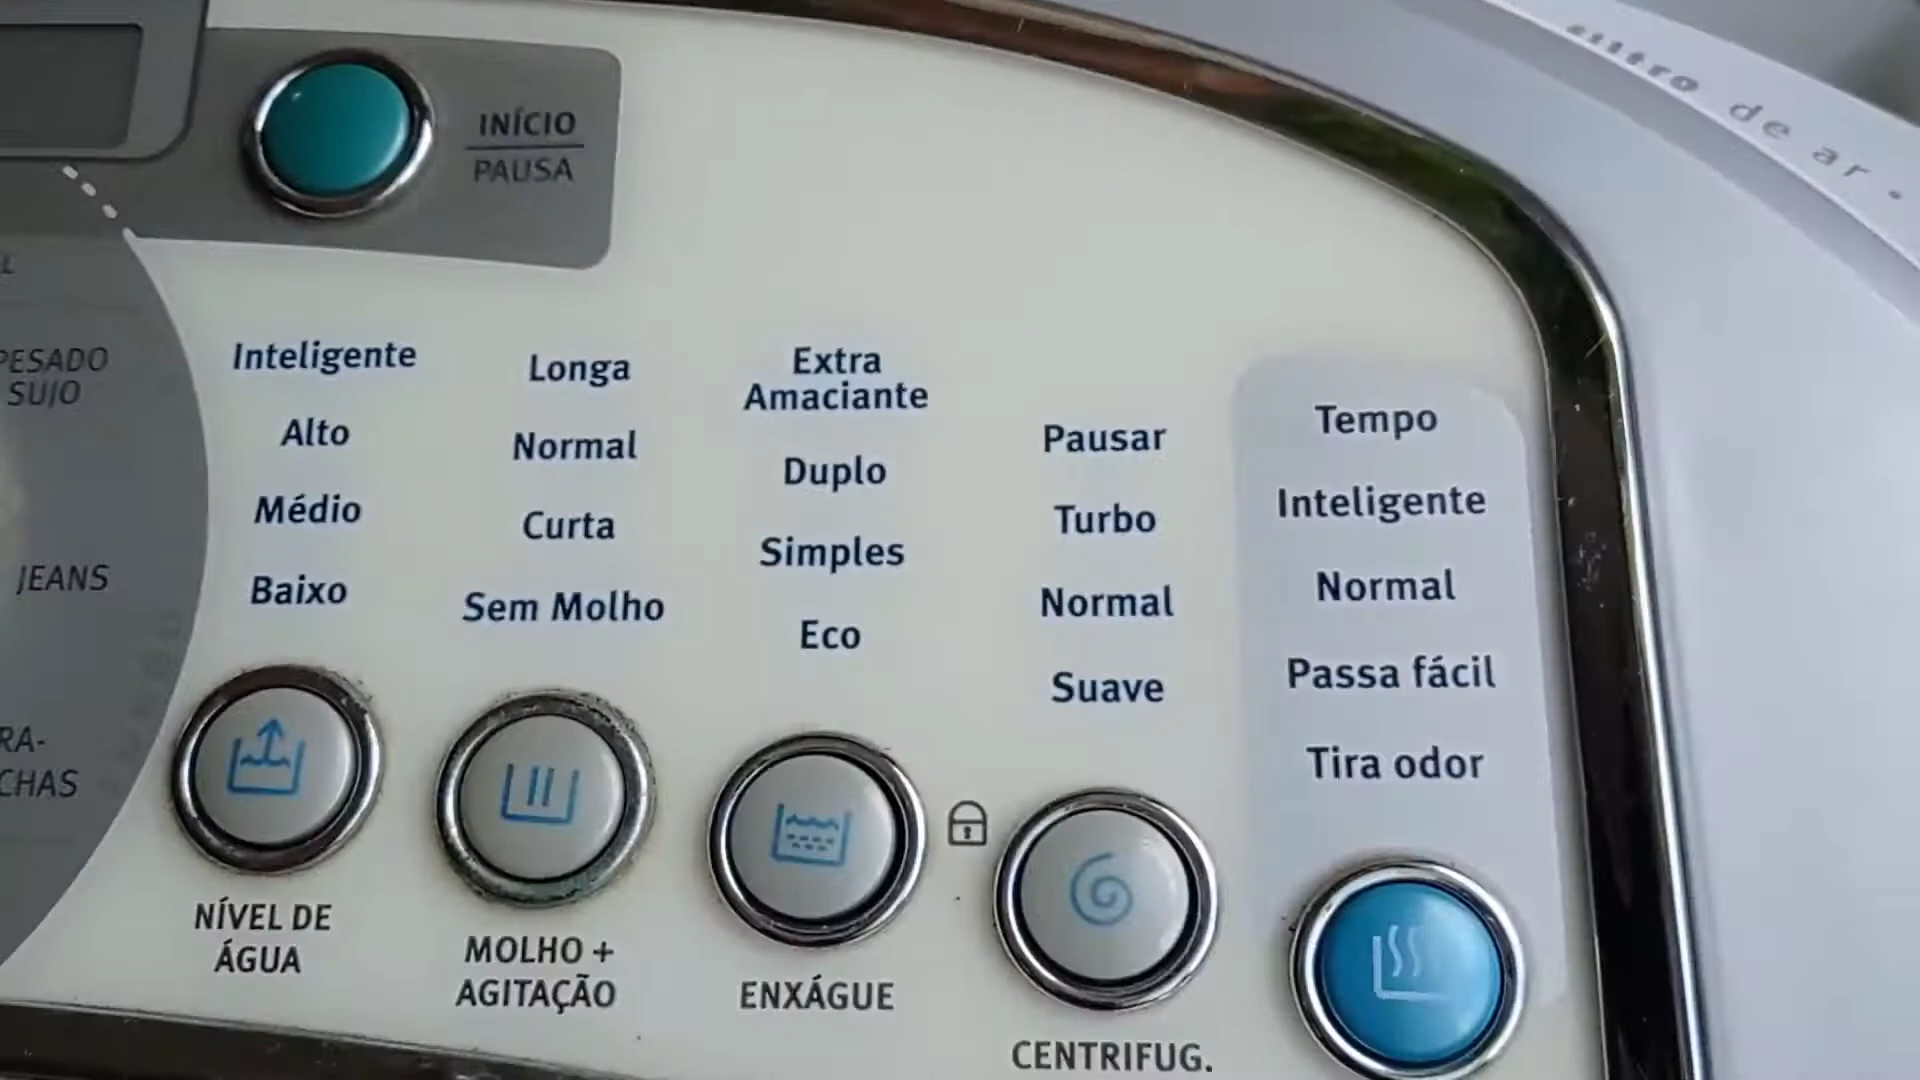 de ar •
INÍCIO
PAUSA
PESADO
SUJO
JEANS
RA-
CHAS
Inteligente
Alto
Médio
Baixo
NÍVEL DE
ÁGUA
Longa
Normal
Curta
Sem Molho
MOLHO +
AGITAÇÃO
Extra
Amaciante
Duplo
Simples
Eco
ENXÁGUE
Pausar
Turbo
Normal
Suave
CENTRIFUG.
Tempo
Inteligente
Normal
Passa fácil
Tira odor